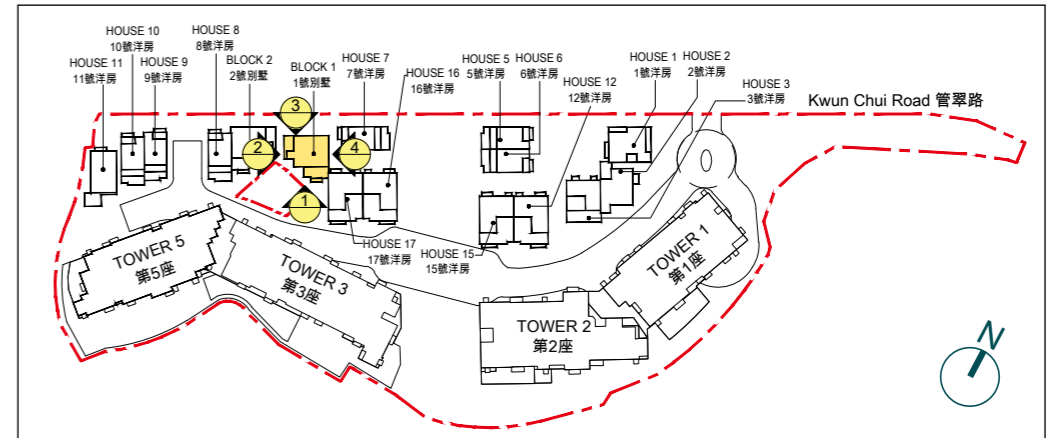 HOUSE 10
10號洋房
HOUSE 8
8號洋房
HOUSE 11
11號洋房
HOUSE 9
9號洋房
BLOCK 2
2號別墅
BLOCK 1
1號別墅
HOUSE 7
7號洋房
HOUSE 16
16號洋房
HOUSE 5
5號洋房
HOUSE 6
6號洋房
HOUSE 12
12號洋房
HOUSE 1
1號洋房
HOUSE 2
2號洋房
HOUSE 3
3號洋房
Kwun Chui Road 管翠路
3
2
4
1
HOUSE 17
17號洋房
HOUSE 15
15號洋房
TOWER 5
第5座
TOWER 3
第3座
TOWER 2
第2座
TOWER 1
第1座
N